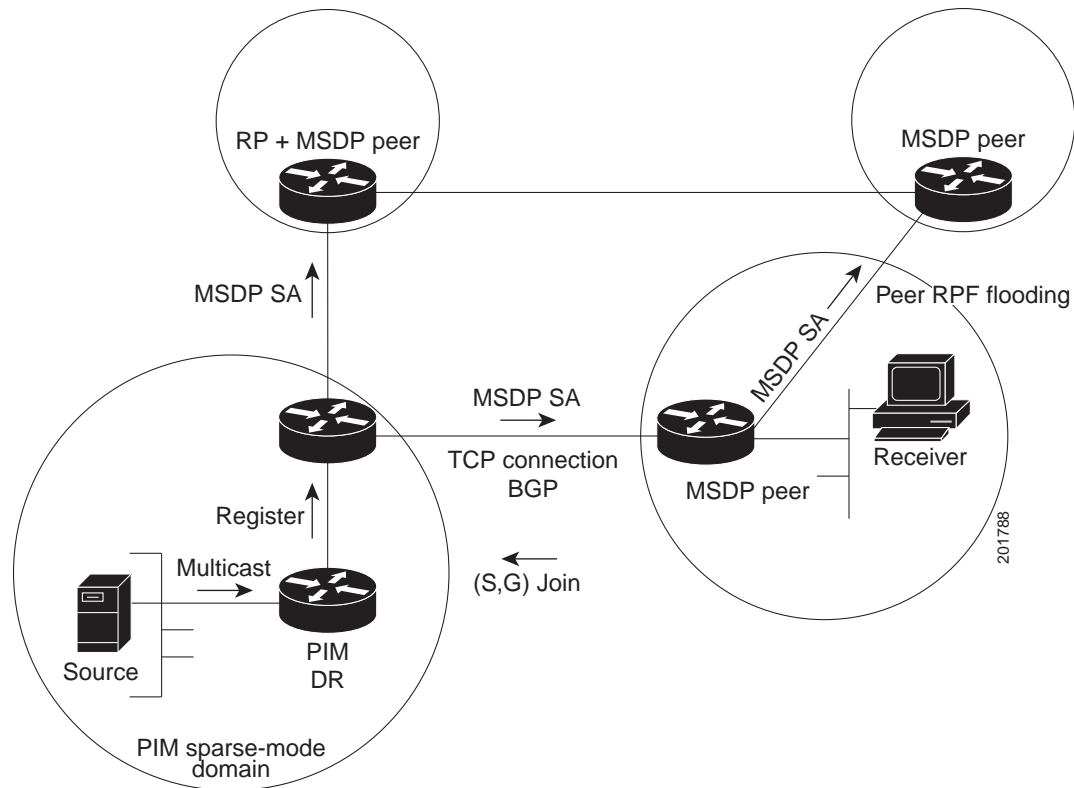 RP + MSDP peer
MSDP peer
MSDP SA
Peer RPF flooding
MSDP SA
MSDP SA
TCP connection
BGP
Receiver
MSDP peer
Register
201788
Multicast
(S,G) Join
Source
PIM
DR
PIM sparse-mode
domain